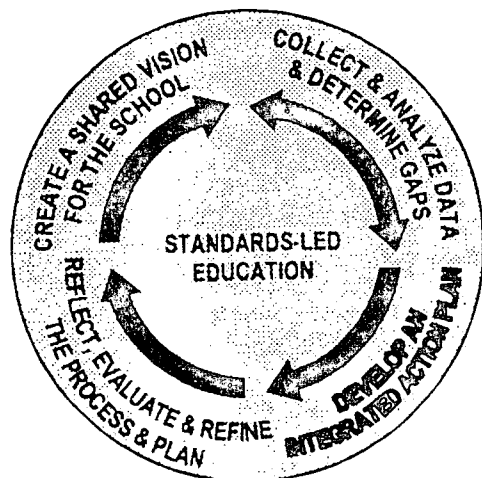 CREATE A SHARED VISION
FOR THE SCHOOL
COLLECT & ANALYZE DATA
& DETERMINE GAPS
STANDARDS-LED
EDUCATION
DEVELOP AN
INTEGRATED ACTION PLAN
REFLECT, EVALUATE & REFINE
THE PROCESS & PLAN